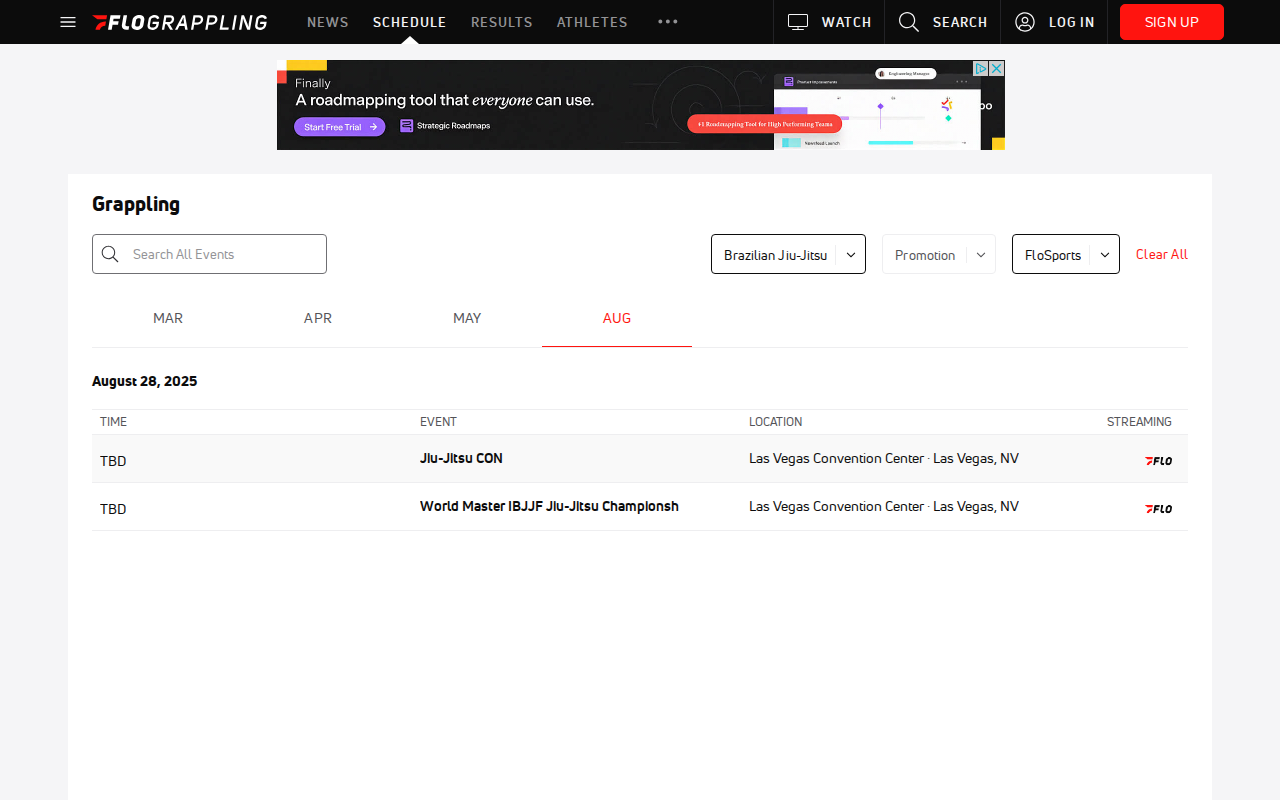 FLOGRAPPLING NEWS SCHEDULE RESULTS ATHLETES WATCH SEARCH LOG IN SIGN UP
Finally
A roadmapping tool that everyone can use.
Start Free Trial
Strategic Roadmaps
Engineering Manager
#1 Roadmapping Tool for High Performing Teams
Newsfeed Launch
Grappling
Search All Events
Brazilian Jiu-Jitsu
Promotion
FloSports
Clear All
MAR APR MAY AUG
August 28, 2025
TIME EVENT LOCATION STREAMING
TBD Jiu-Jitsu CON Las Vegas Convention Center · Las Vegas, NV FLO
TBD World Master IBJJF Jiu-Jitsu Championsh Las Vegas Convention Center · Las Vegas, NV FLO